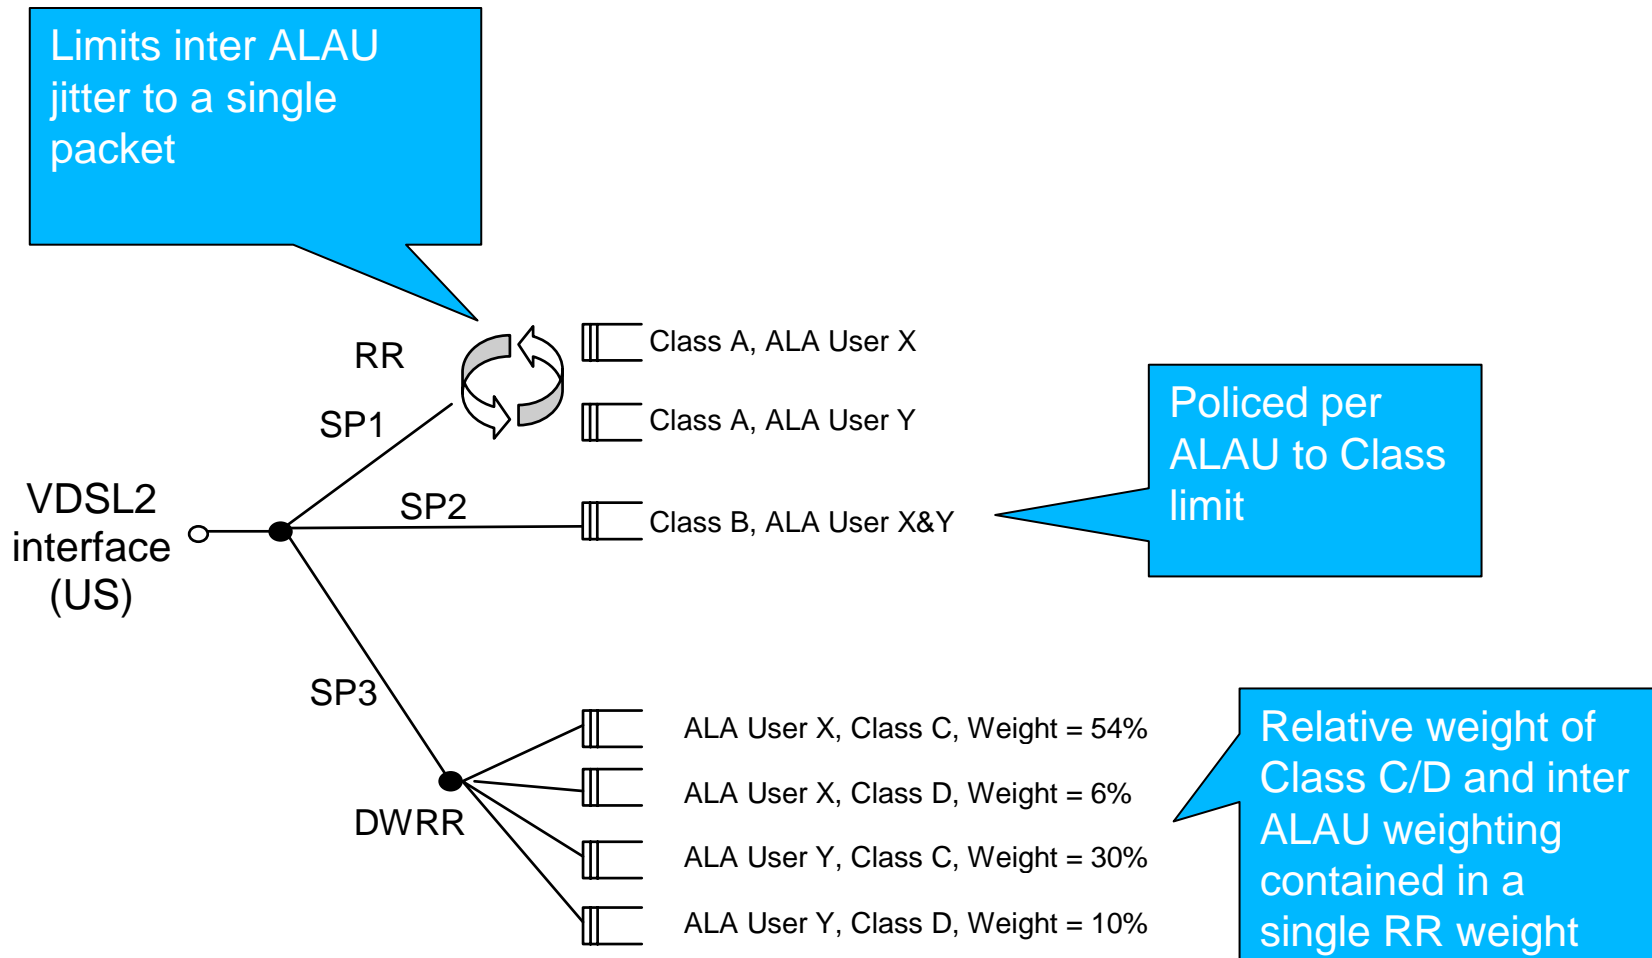 Limits inter ALAU
jitter to a single
packet
RR
Class A, ALA User X
SP1
Class A, ALA User Y
Policed per
ALAU to Class
limit
VDSL2
interface
(US)
SP2
Class B, ALA User X&Y
SP3
DWRR
ALA User X, Class C, Weight = 54%
ALA User X, Class D, Weight = 6%
ALA User Y, Class C, Weight = 30%
ALA User Y, Class D, Weight = 10%
Relative weight of
Class C/D and inter
ALAU weighting
contained in a
single RR weight